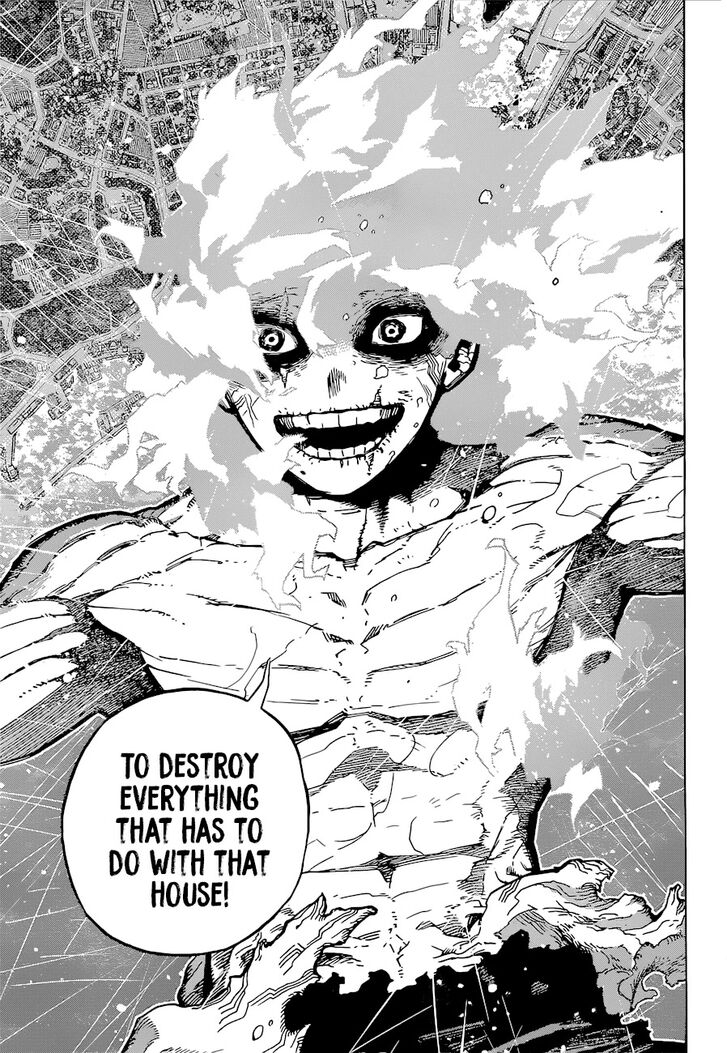 TO DESTROY
EVERYTHING
THAT HAS TO
DO WITH THAT
HOUSE!